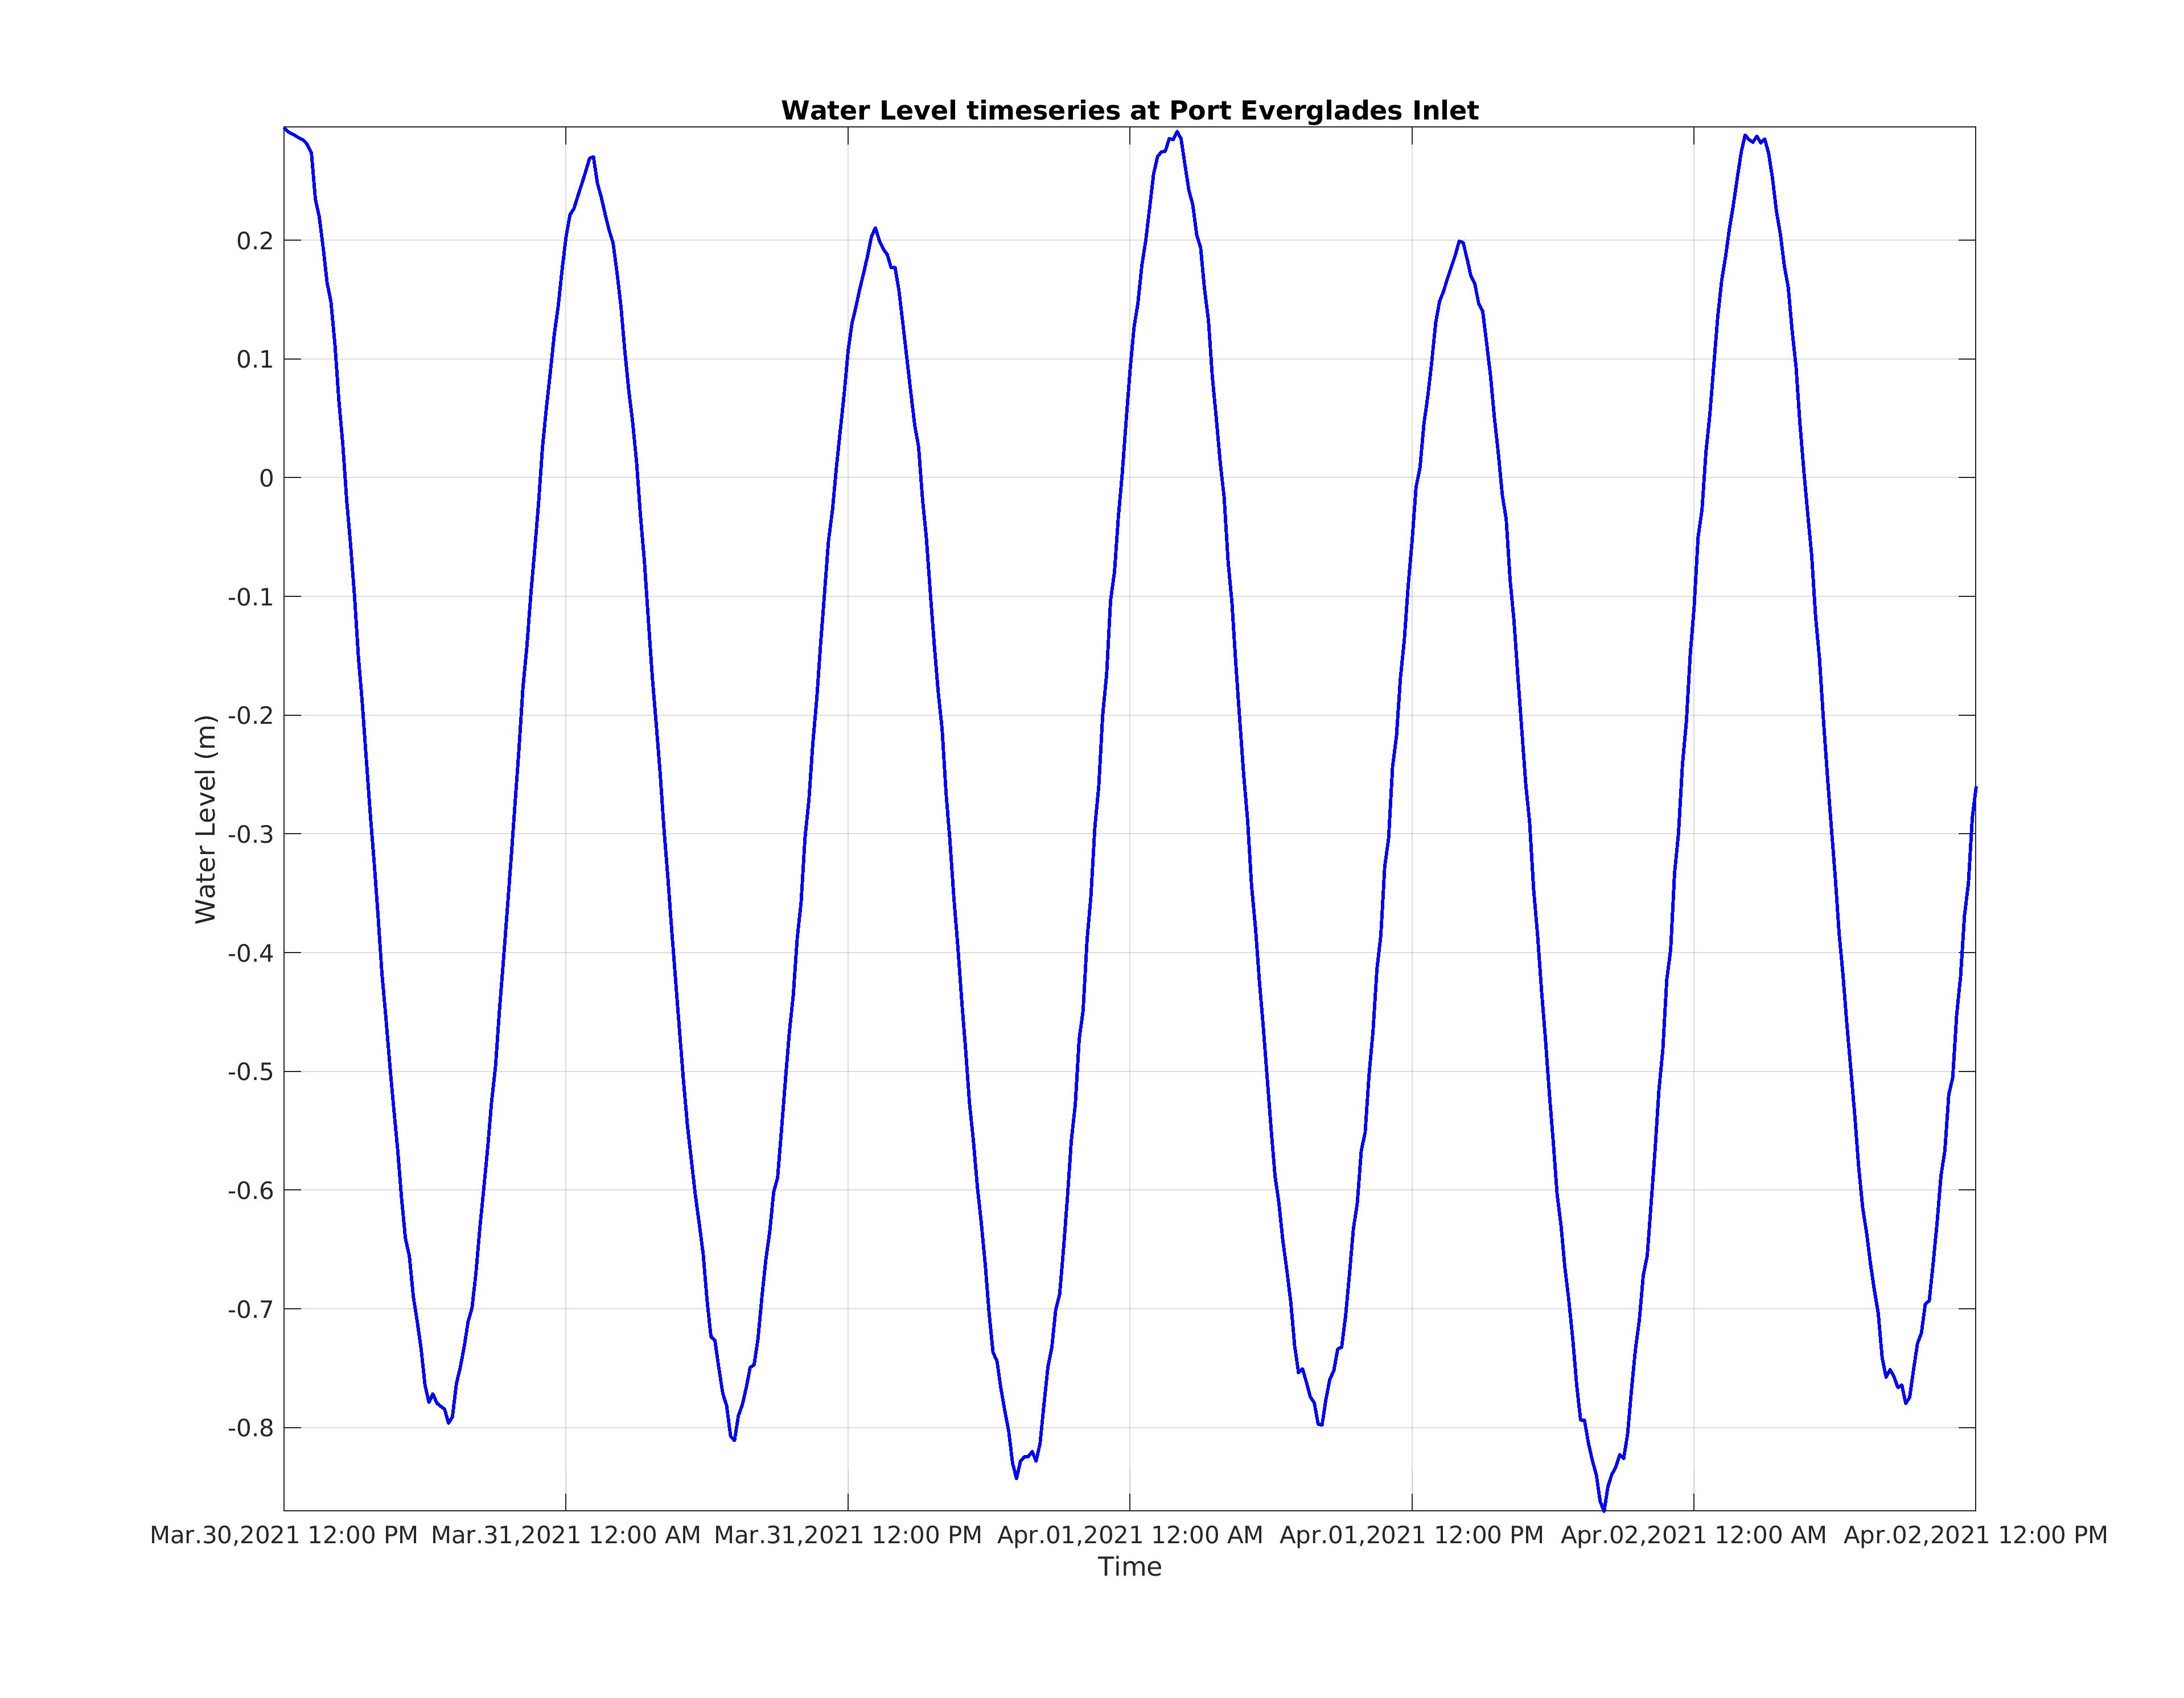 Water Level timeseries at Port Everglades Inlet
0.2
0.1
0
-0.1
-0.2
-0.3
-0.4
-0.5
-0.6
-0.7
-0.8
Water Level (m)
Mar.30,2021 12:00 PM Mar.31,2021 12:00 AM Mar.31,2021 12:00 PM Apr.01,2021 12:00 AM Apr.01,2021 12:00 PM Apr.02,2021 12:00 AM Apr.02,2021 12:00 PM
Time